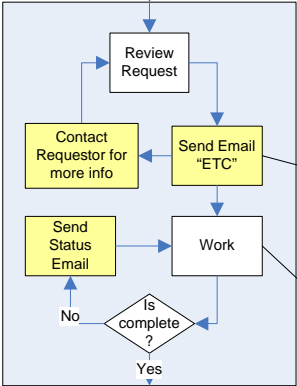 Review
Request
Contact
Requestor for
more info
Send Email
“ETC”
Send
Status
Email
Work
Is
complete
?
No
Yes